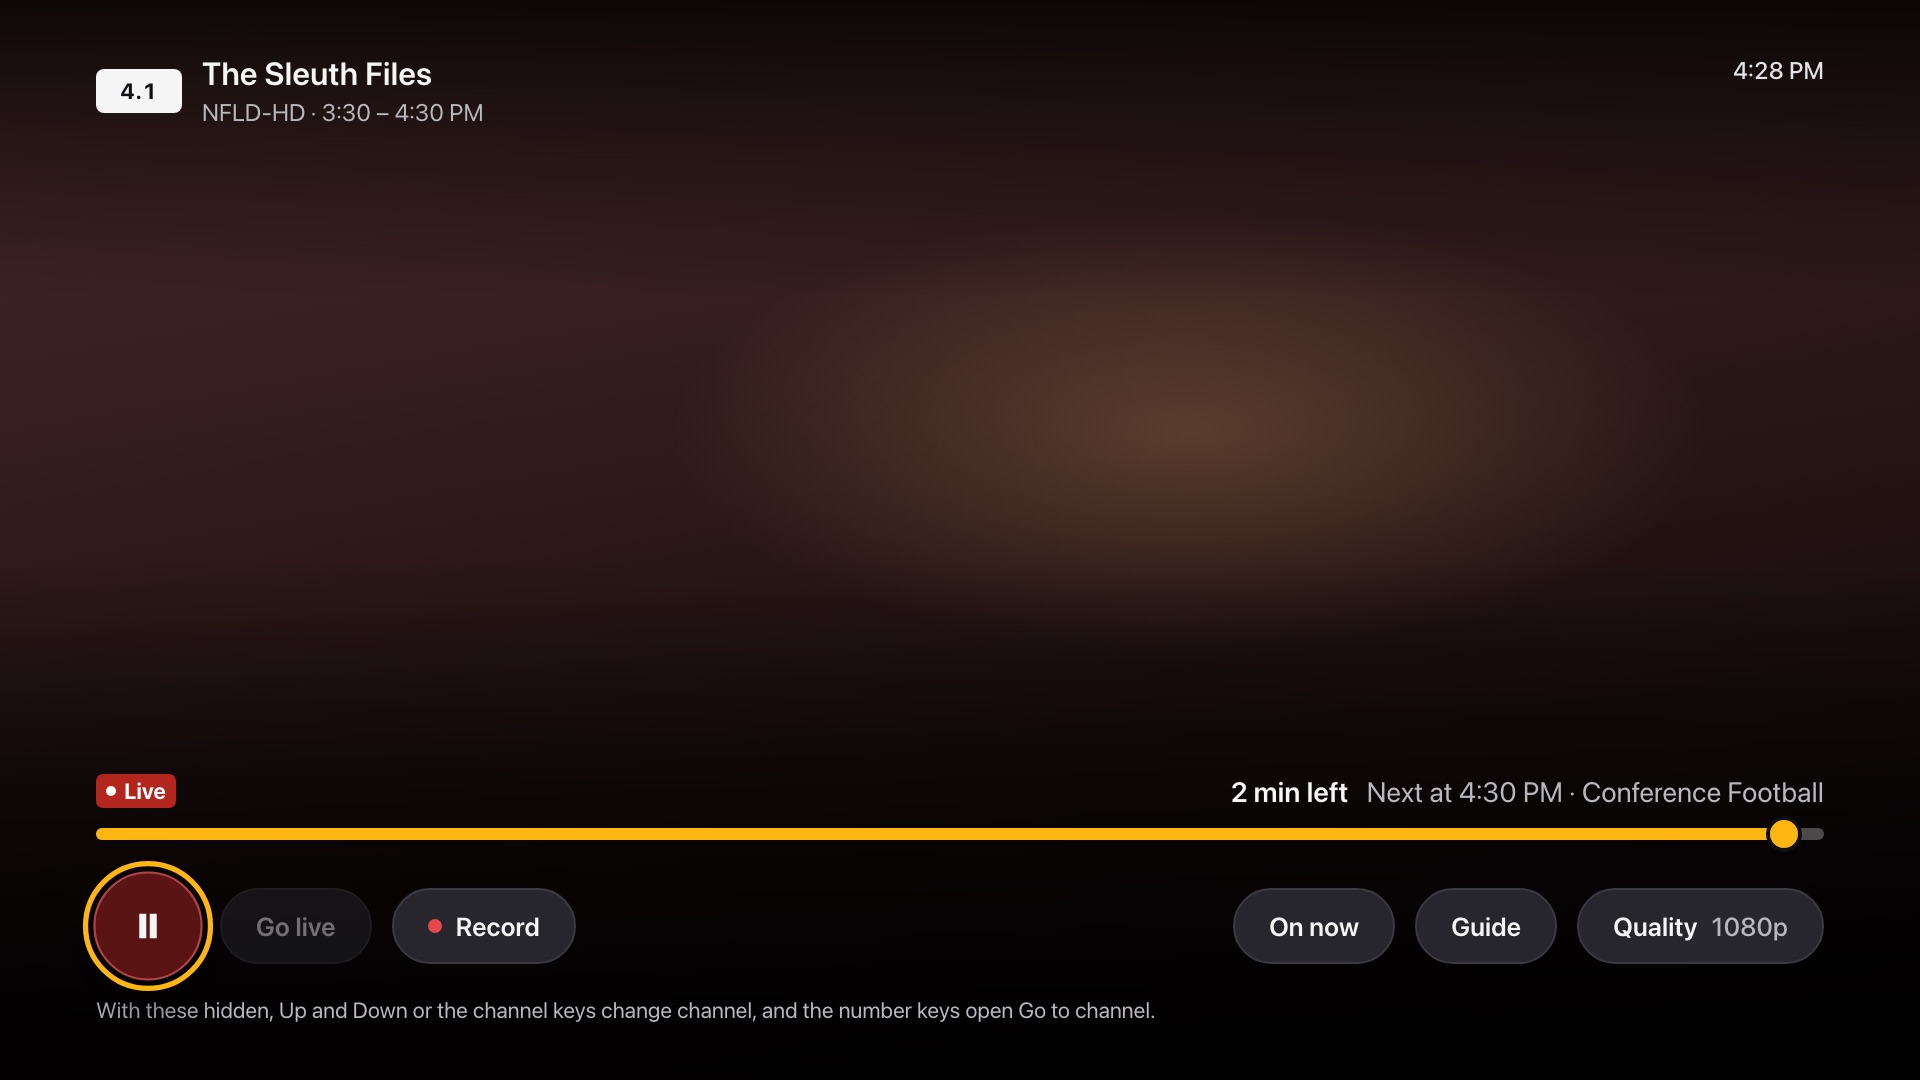 4.1
The Sleuth Files
NFLD-HD · 3:30 – 4:30 PM
4:28 PM
Live
2 min left Next at 4:30 PM · Conference Football
Go live
Record
On now
Guide
Quality 1080p
With these hidden, Up and Down or the channel keys change channel, and the number keys open Go to channel.